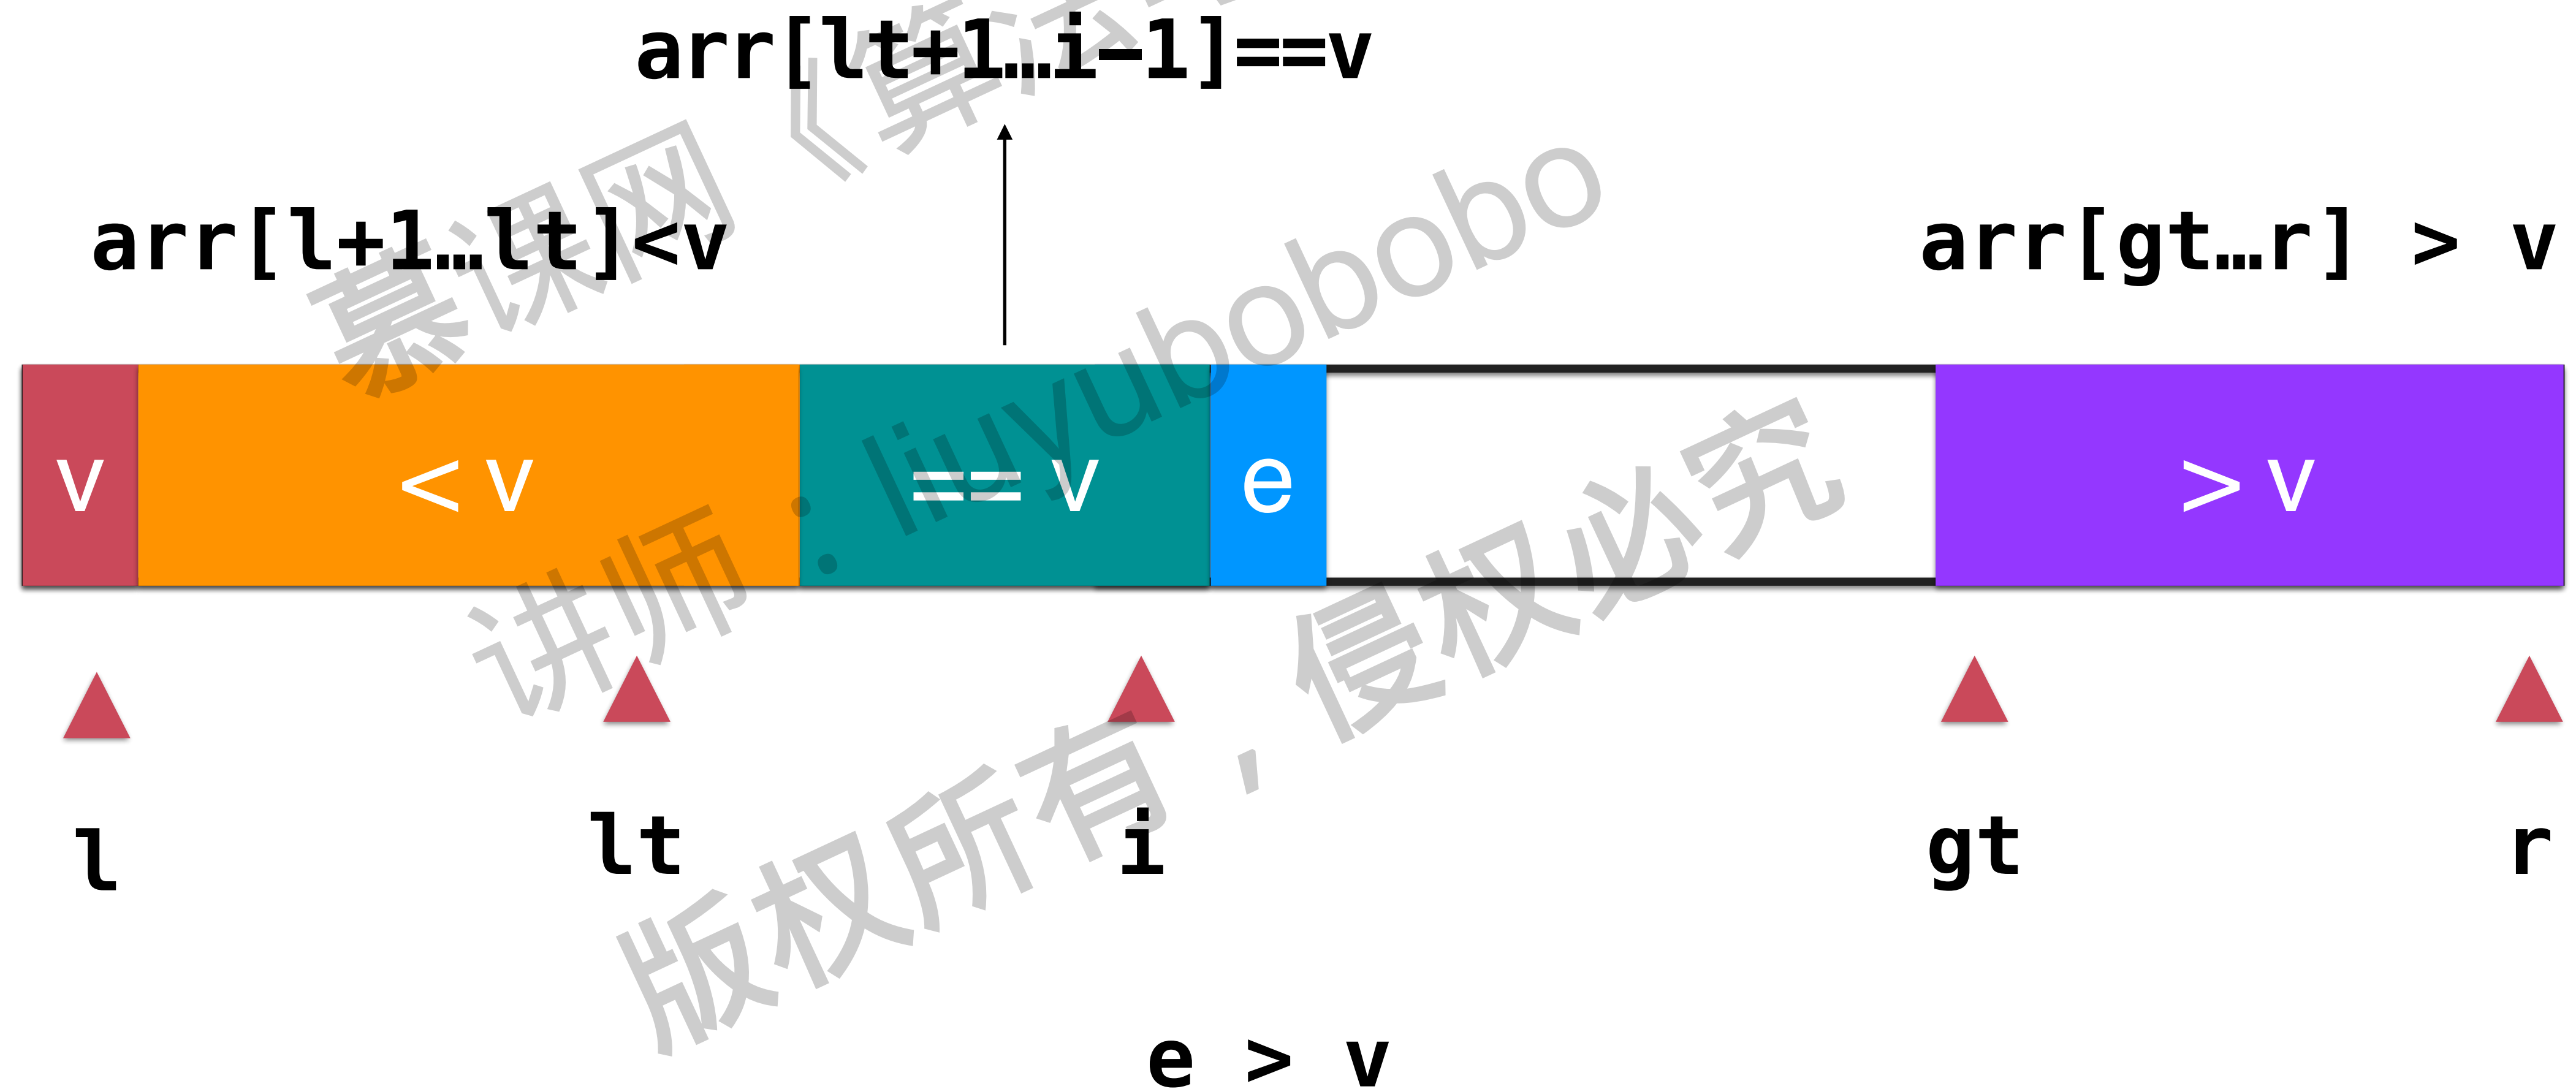 arr[lt+1…i-1]==v
arr[l+1…lt]<v
arr[gt…r] > v
v
< v
== v
e
> v
l
lt
i
gt
r
e > v
慕课网《算法
讲师：liuyubobobo
版权所有，侵权必究